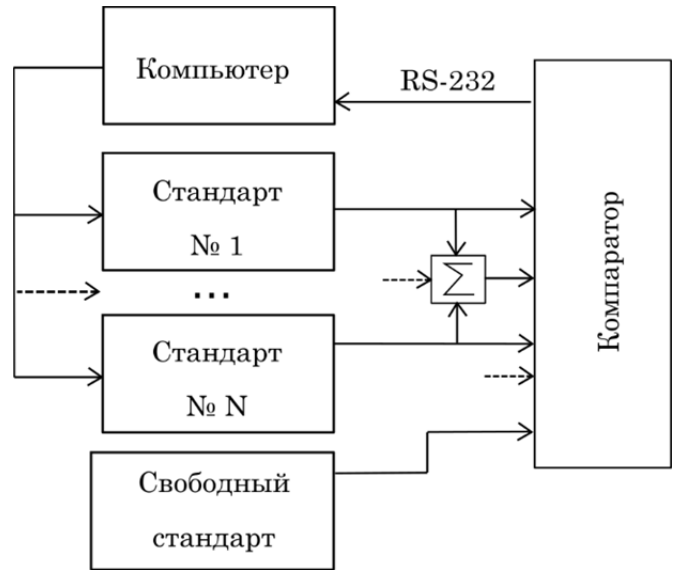 Компьютер
RS-232
Стандарт
№ 1
...
Σ
Стандарт
№ N
Свободный
стандарт
Компаратор